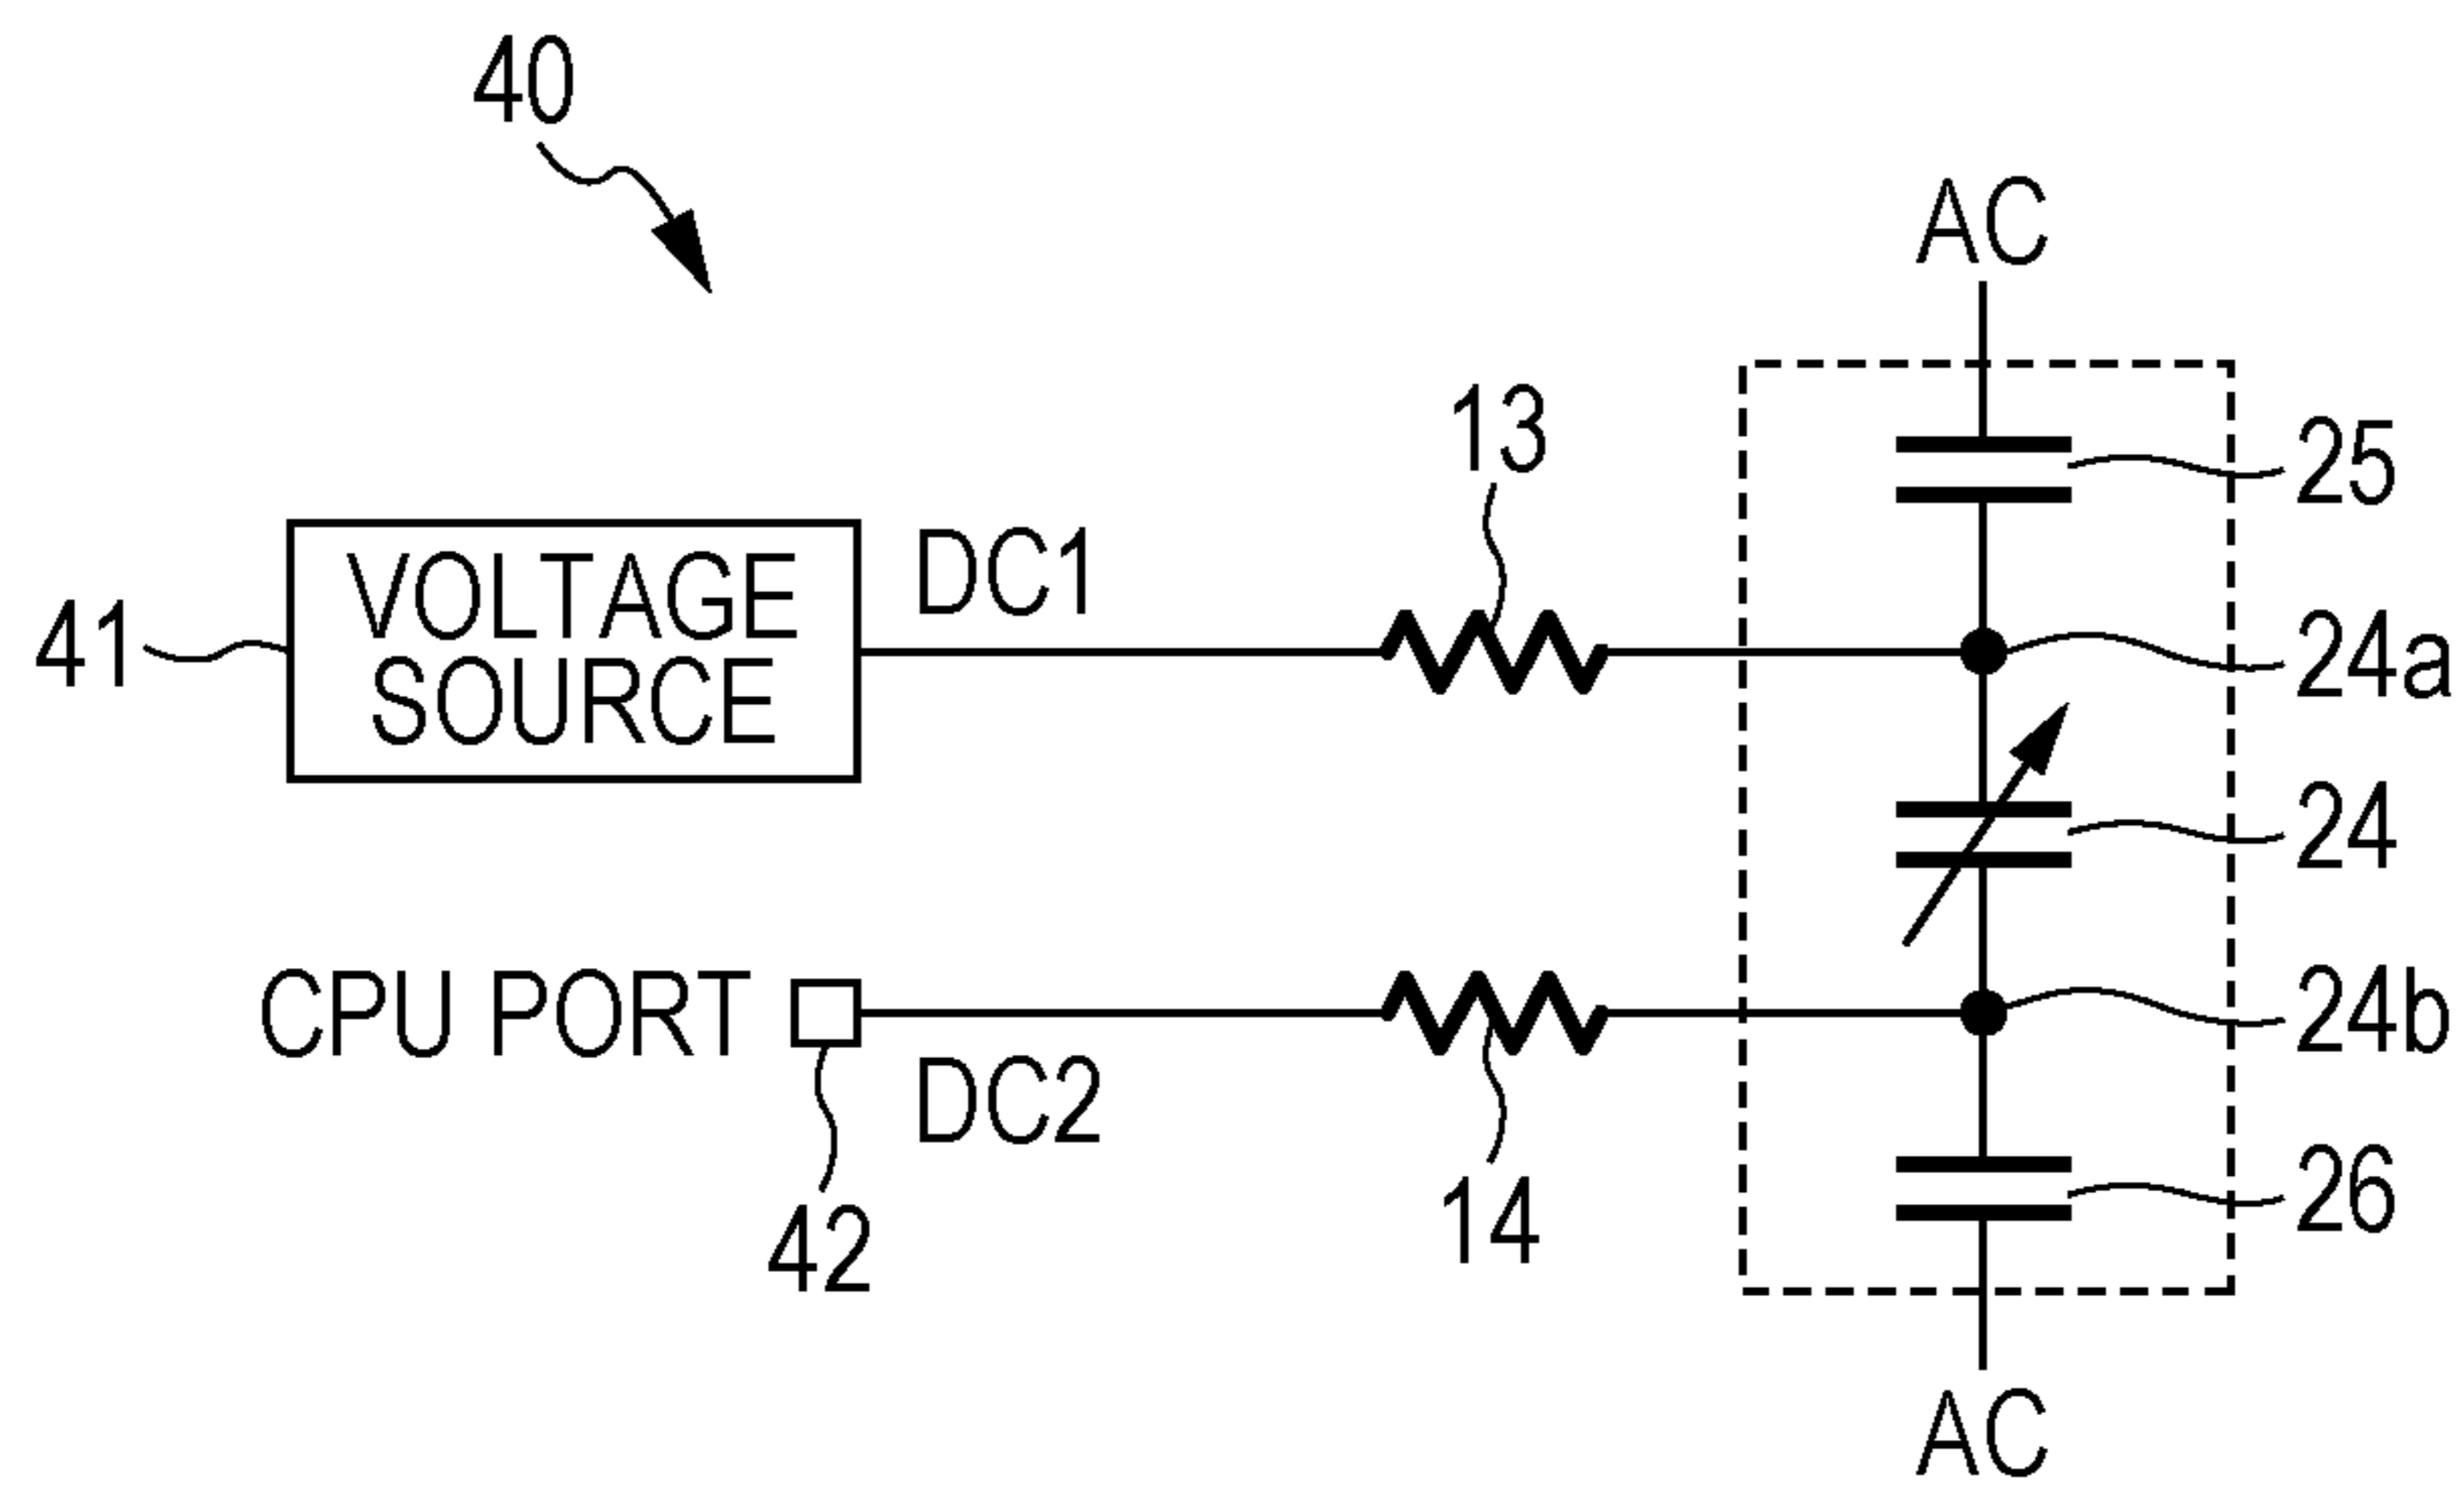 40
AC
13
25
41
VOLTAGE
SOURCE
DC1
24a
24
CPU PORT
DC2
24b
42
14
26
AC